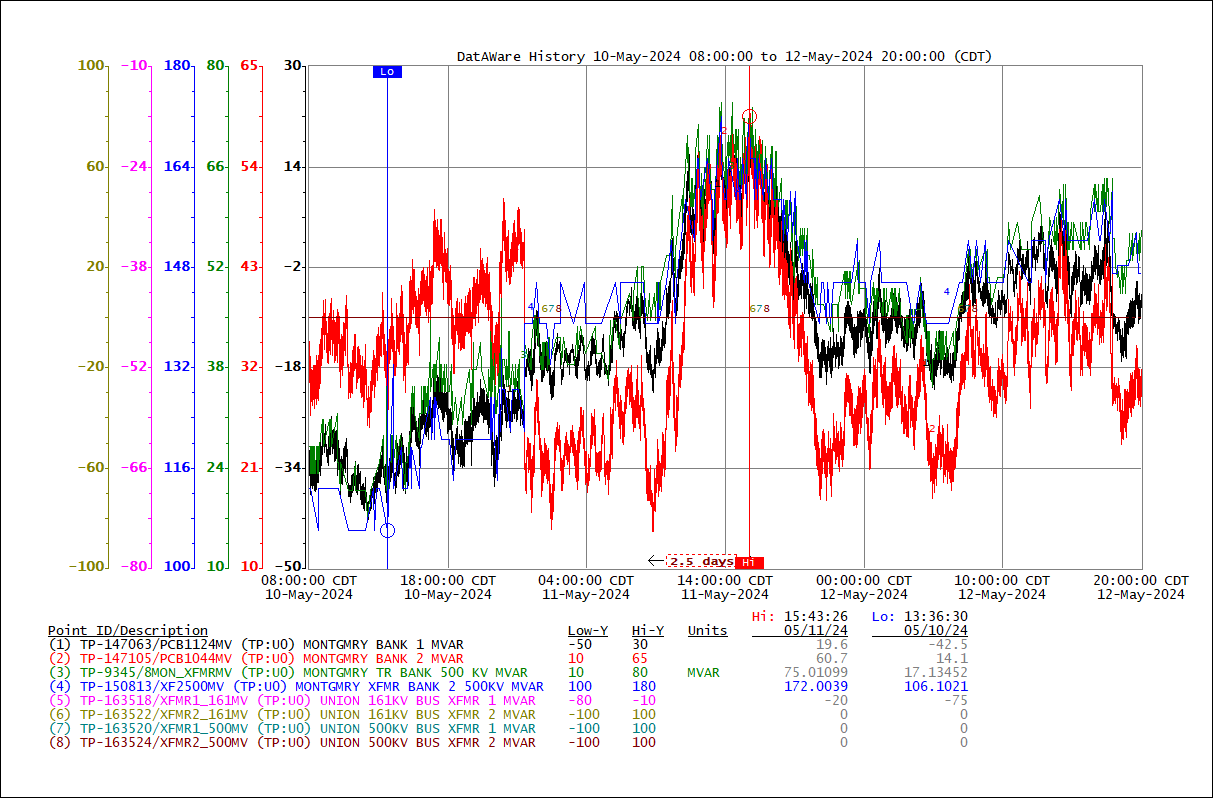 DatAWare History 10-May-2024 08:00:00 to 12-May-2024 20:00:00 (CDT)
100 -10 180 80 65 30
Lo
2
60 -24 164 66 54 14
20 -38 148 52 43 -2
4
4 678 678 678
3
-20 -52 132 38 32 -18
2
-60 -66 116 24 21 -34
2.5 days Hi
-100 -80 100 10 10 -50
08:00:00 CDT 18:00:00 CDT 04:00:00 CDT 14:00:00 CDT 00:00:00 CDT 10:00:00 CDT 20:00:00 CDT
10-May-2024 10-May-2024 11-May-2024 11-May-2024 12-May-2024 12-May-2024 12-May-2024
Hi: 15:43:26 Lo: 13:36:30
Point ID/Description Low-Y Hi-Y Units 05/11/24 05/10/24
(1) TP-147063/PCB1124MV (TP:U0) MONTGMRY BANK 1 MVAR -50 30 19.6 -42.5
(2) TP-147105/PCB1044MV (TP:U0) MONTGMRY BANK 2 MVAR 10 65 60.7 14.1
(3) TP-9345/8MON_XFMRMV (TP:U0) MONTGMRY TR BANK 500 KV MVAR 10 80 MVAR 75.01099 17.13452
(4) TP-150813/XF2500MV (TP:U0) MONTGMRY XFMR BANK 2 500KV MVAR 100 180 172.0039 106.1021
(5) TP-163518/XFMR1_161MV (TP:U0) UNION 161KV BUS XFMR 1 MVAR -80 -10 -20 -75
(6) TP-163522/XFMR2_161MV (TP:U0) UNION 161KV BUS XFMR 2 MVAR -100 100 0 0
(7) TP-163520/XFMR1_500MV (TP:U0) UNION 500KV BUS XFMR 1 MVAR -100 100 0 0
(8) TP-163524/XFMR2_500MV (TP:U0) UNION 500KV BUS XFMR 2 MVAR -100 100 0 0